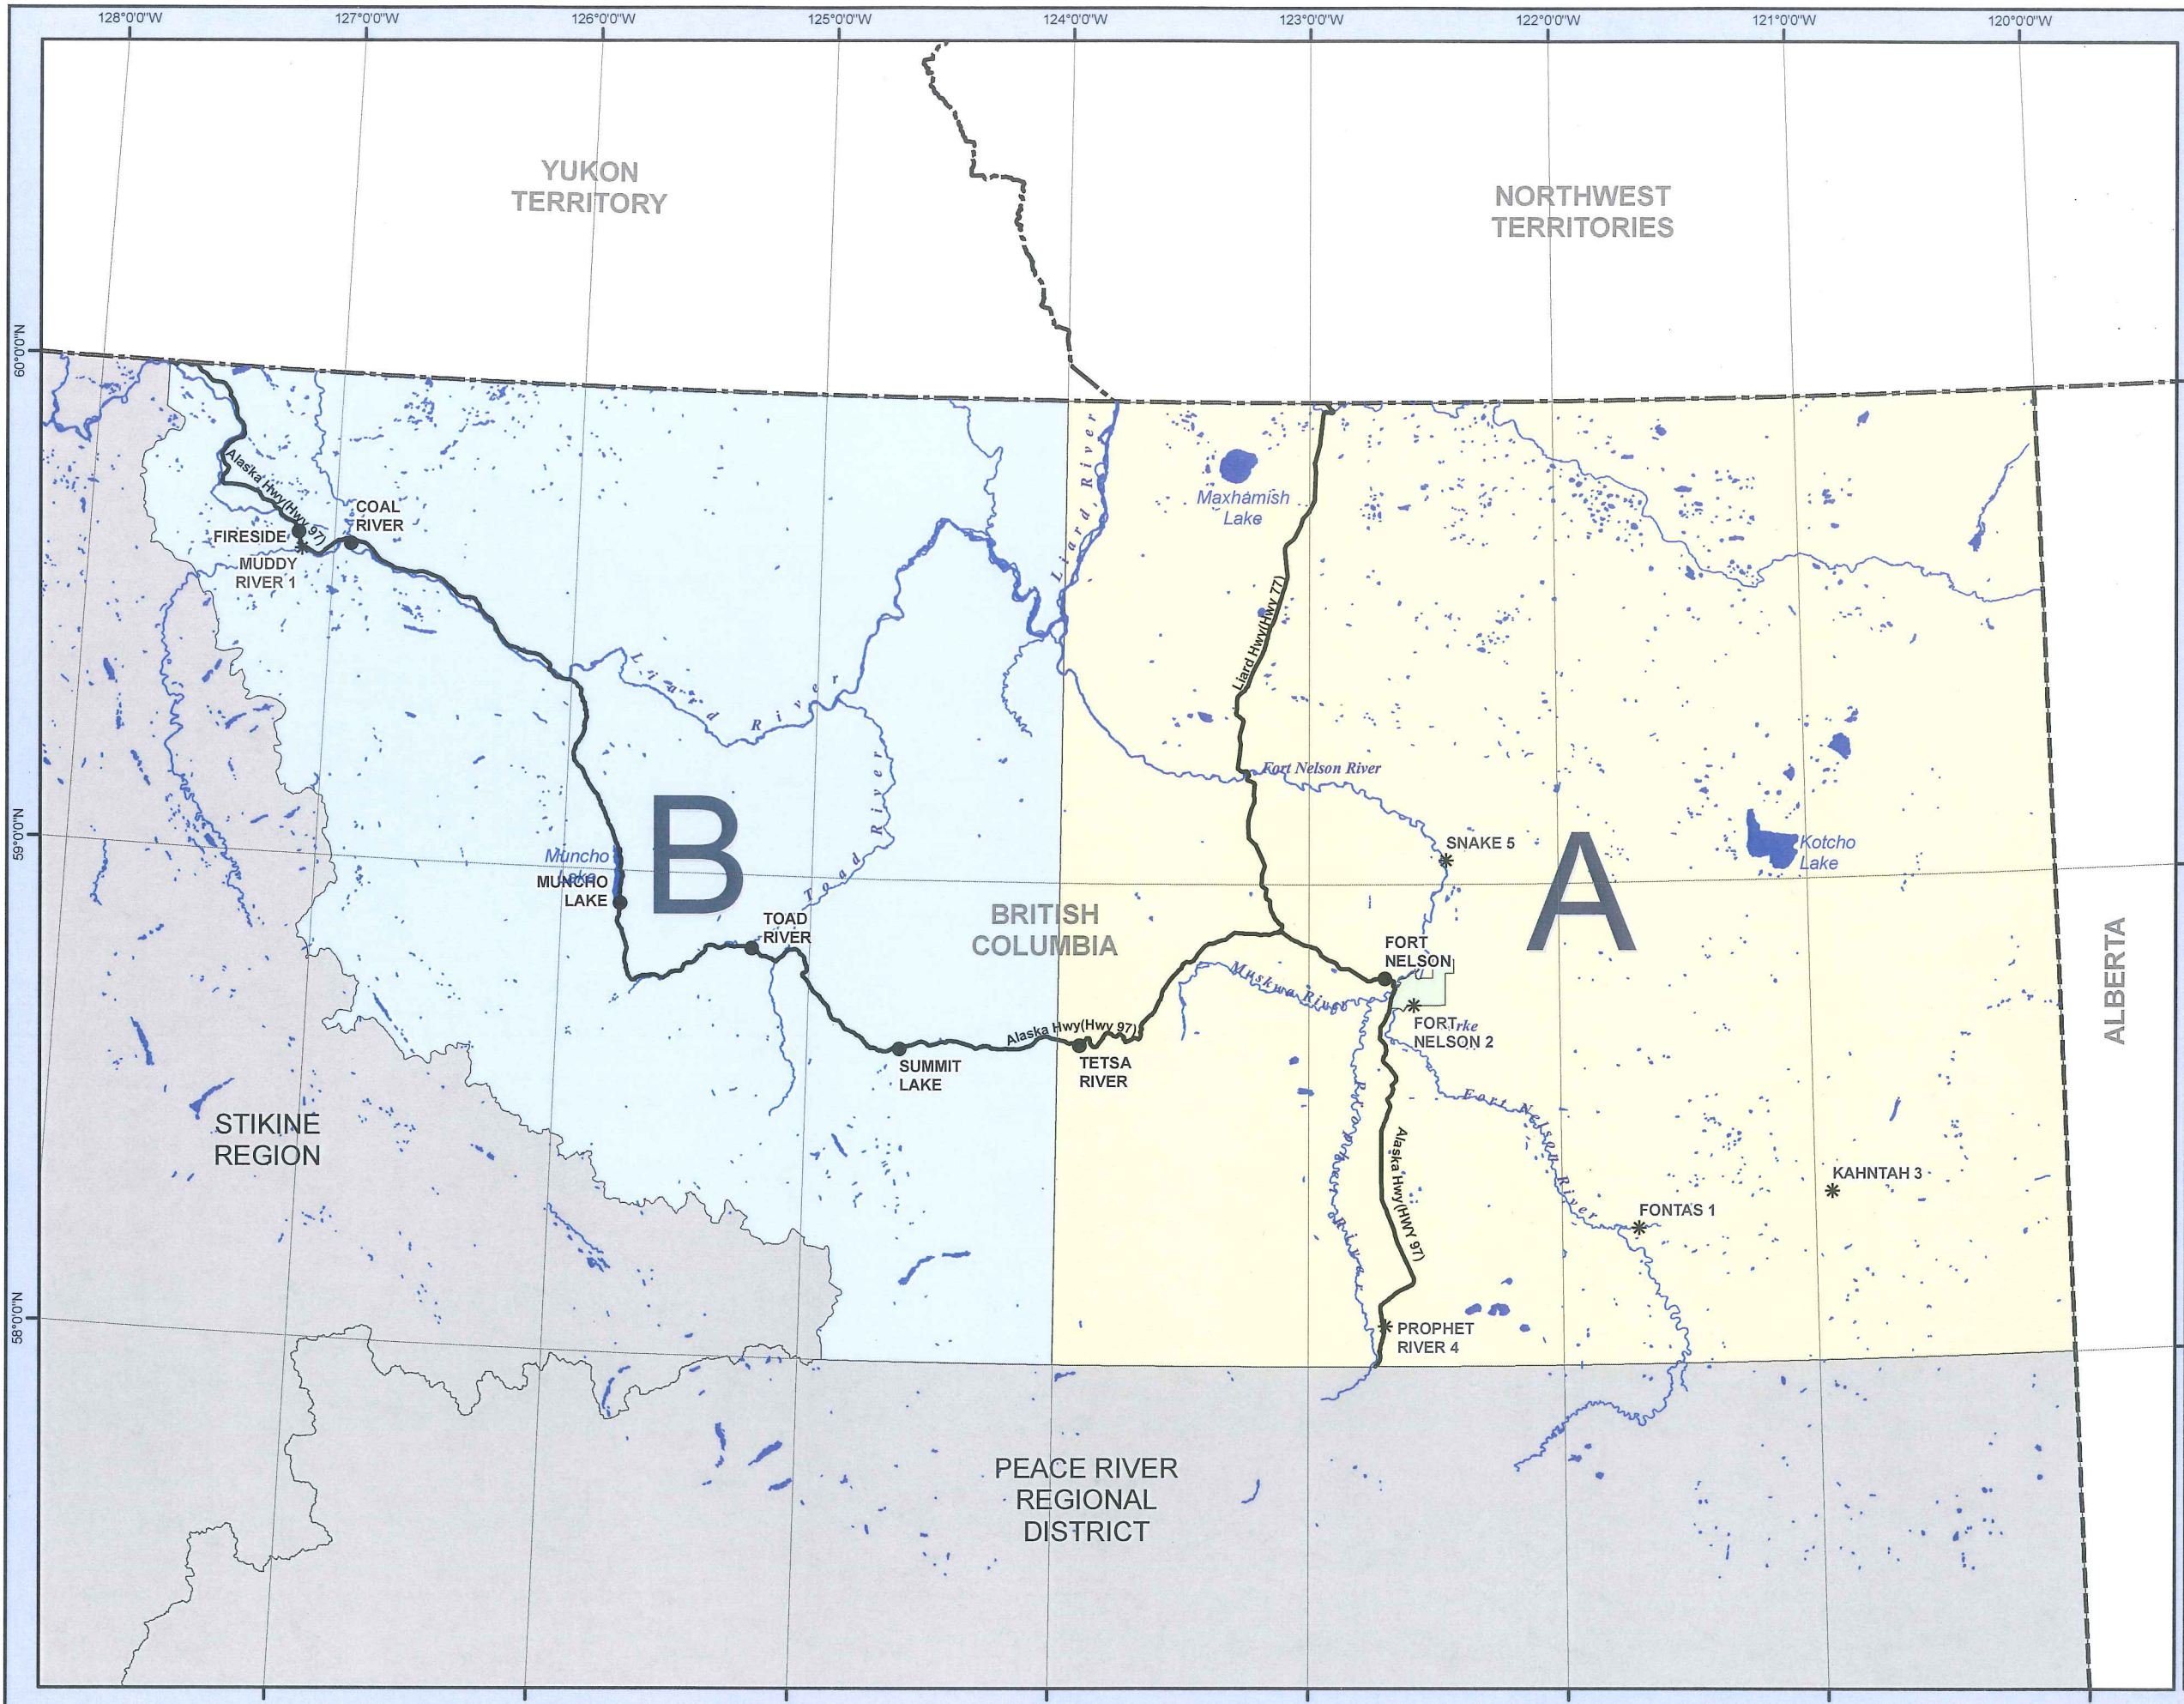 128°0'0"W
127°0'0"W
126°0'0"W
125°0'0"W
124°0'0"W
123°0'0"W
122°0'0"W
121°0'0"W
120°0'0"W
YUKON
TERRITORY
NORTHWEST
TERRITORIES
60°0'0"N
Alaska Hwy(Hwy 97)
COAL
RIVER
FIRESIDE
MUDDY
RIVER 1
Liard River
Maxhamish
Lake
Liard Hwy(Hwy 77)
Liard River
Fort Nelson River
Toad River
59°0'0"N
B
Muncho
Lake
MUNCHO
LAKE
TOAD
RIVER
BRITISH
COLUMBIA
SNAKE 5
A
Kotcho
Lake
FORT
NELSON
Muskwa River
FORT
NELSON 2
rke
ALBERTA
Alaska Hwy(Hwy 97)
SUMMIT
LAKE
TETSA
RIVER
STIKINE
REGION
Fort Nelson River
Alaska Hwy(HWY 97)
KAHNTAH 3
FONTAS 1
58°0'0"N
PROPHET
RIVER 4
River
PEACE RIVER
REGIONAL
DISTRICT